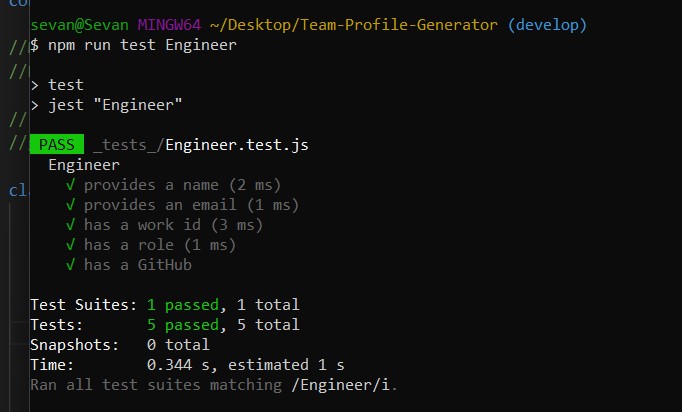 sevan@Sevan MINGW64 ~/Desktop/Team-Profile-Generator (develop)
$ npm run test Engineer
> test
> jest "Engineer"
PASS _tests_/Engineer.test.js
Engineer
√ provides a name (2 ms)
√ provides an email (1 ms)
√ has a work id (3 ms)
√ has a role (1 ms)
√ has a GitHub
Test Suites: 1 passed, 1 total
Tests: 5 passed, 5 total
Snapshots: 0 total
Time: 0.344 s, estimated 1 s
Ran all test suites matching /Engineer/i.